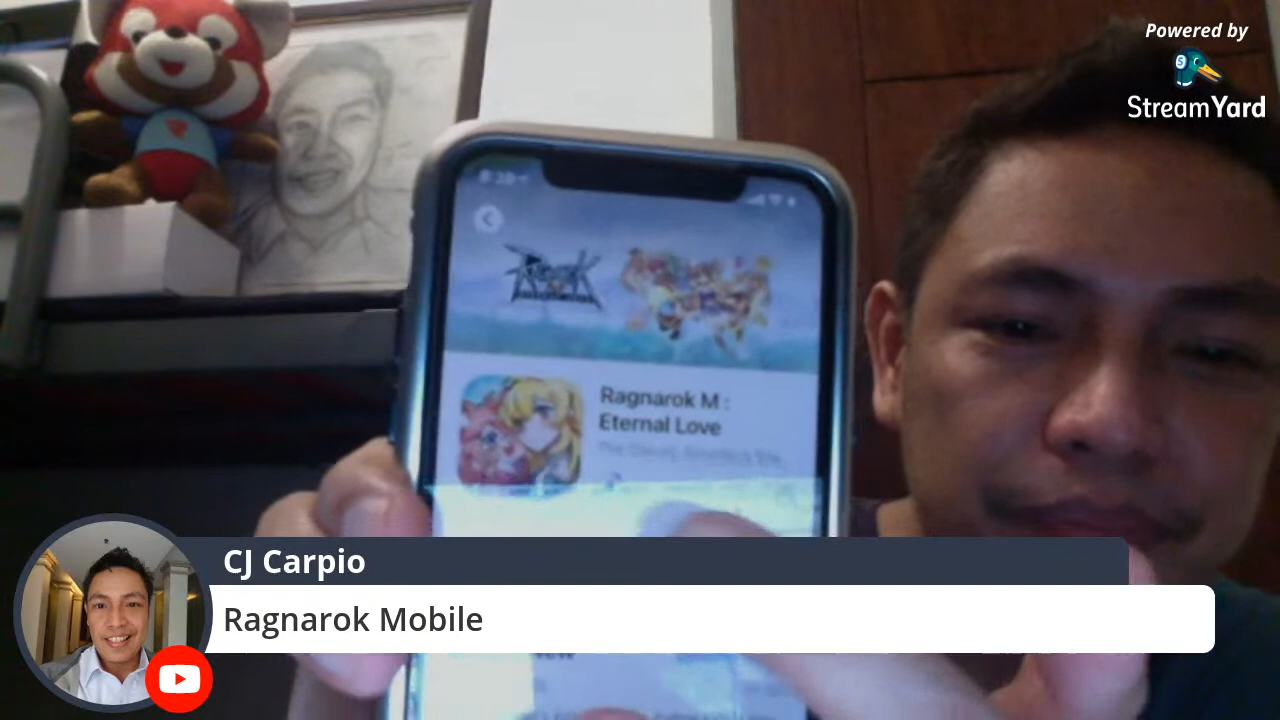 Powered by
StreamYard
Ragnarok M :
Eternal Love
CJ Carpio
Ragnarok Mobile